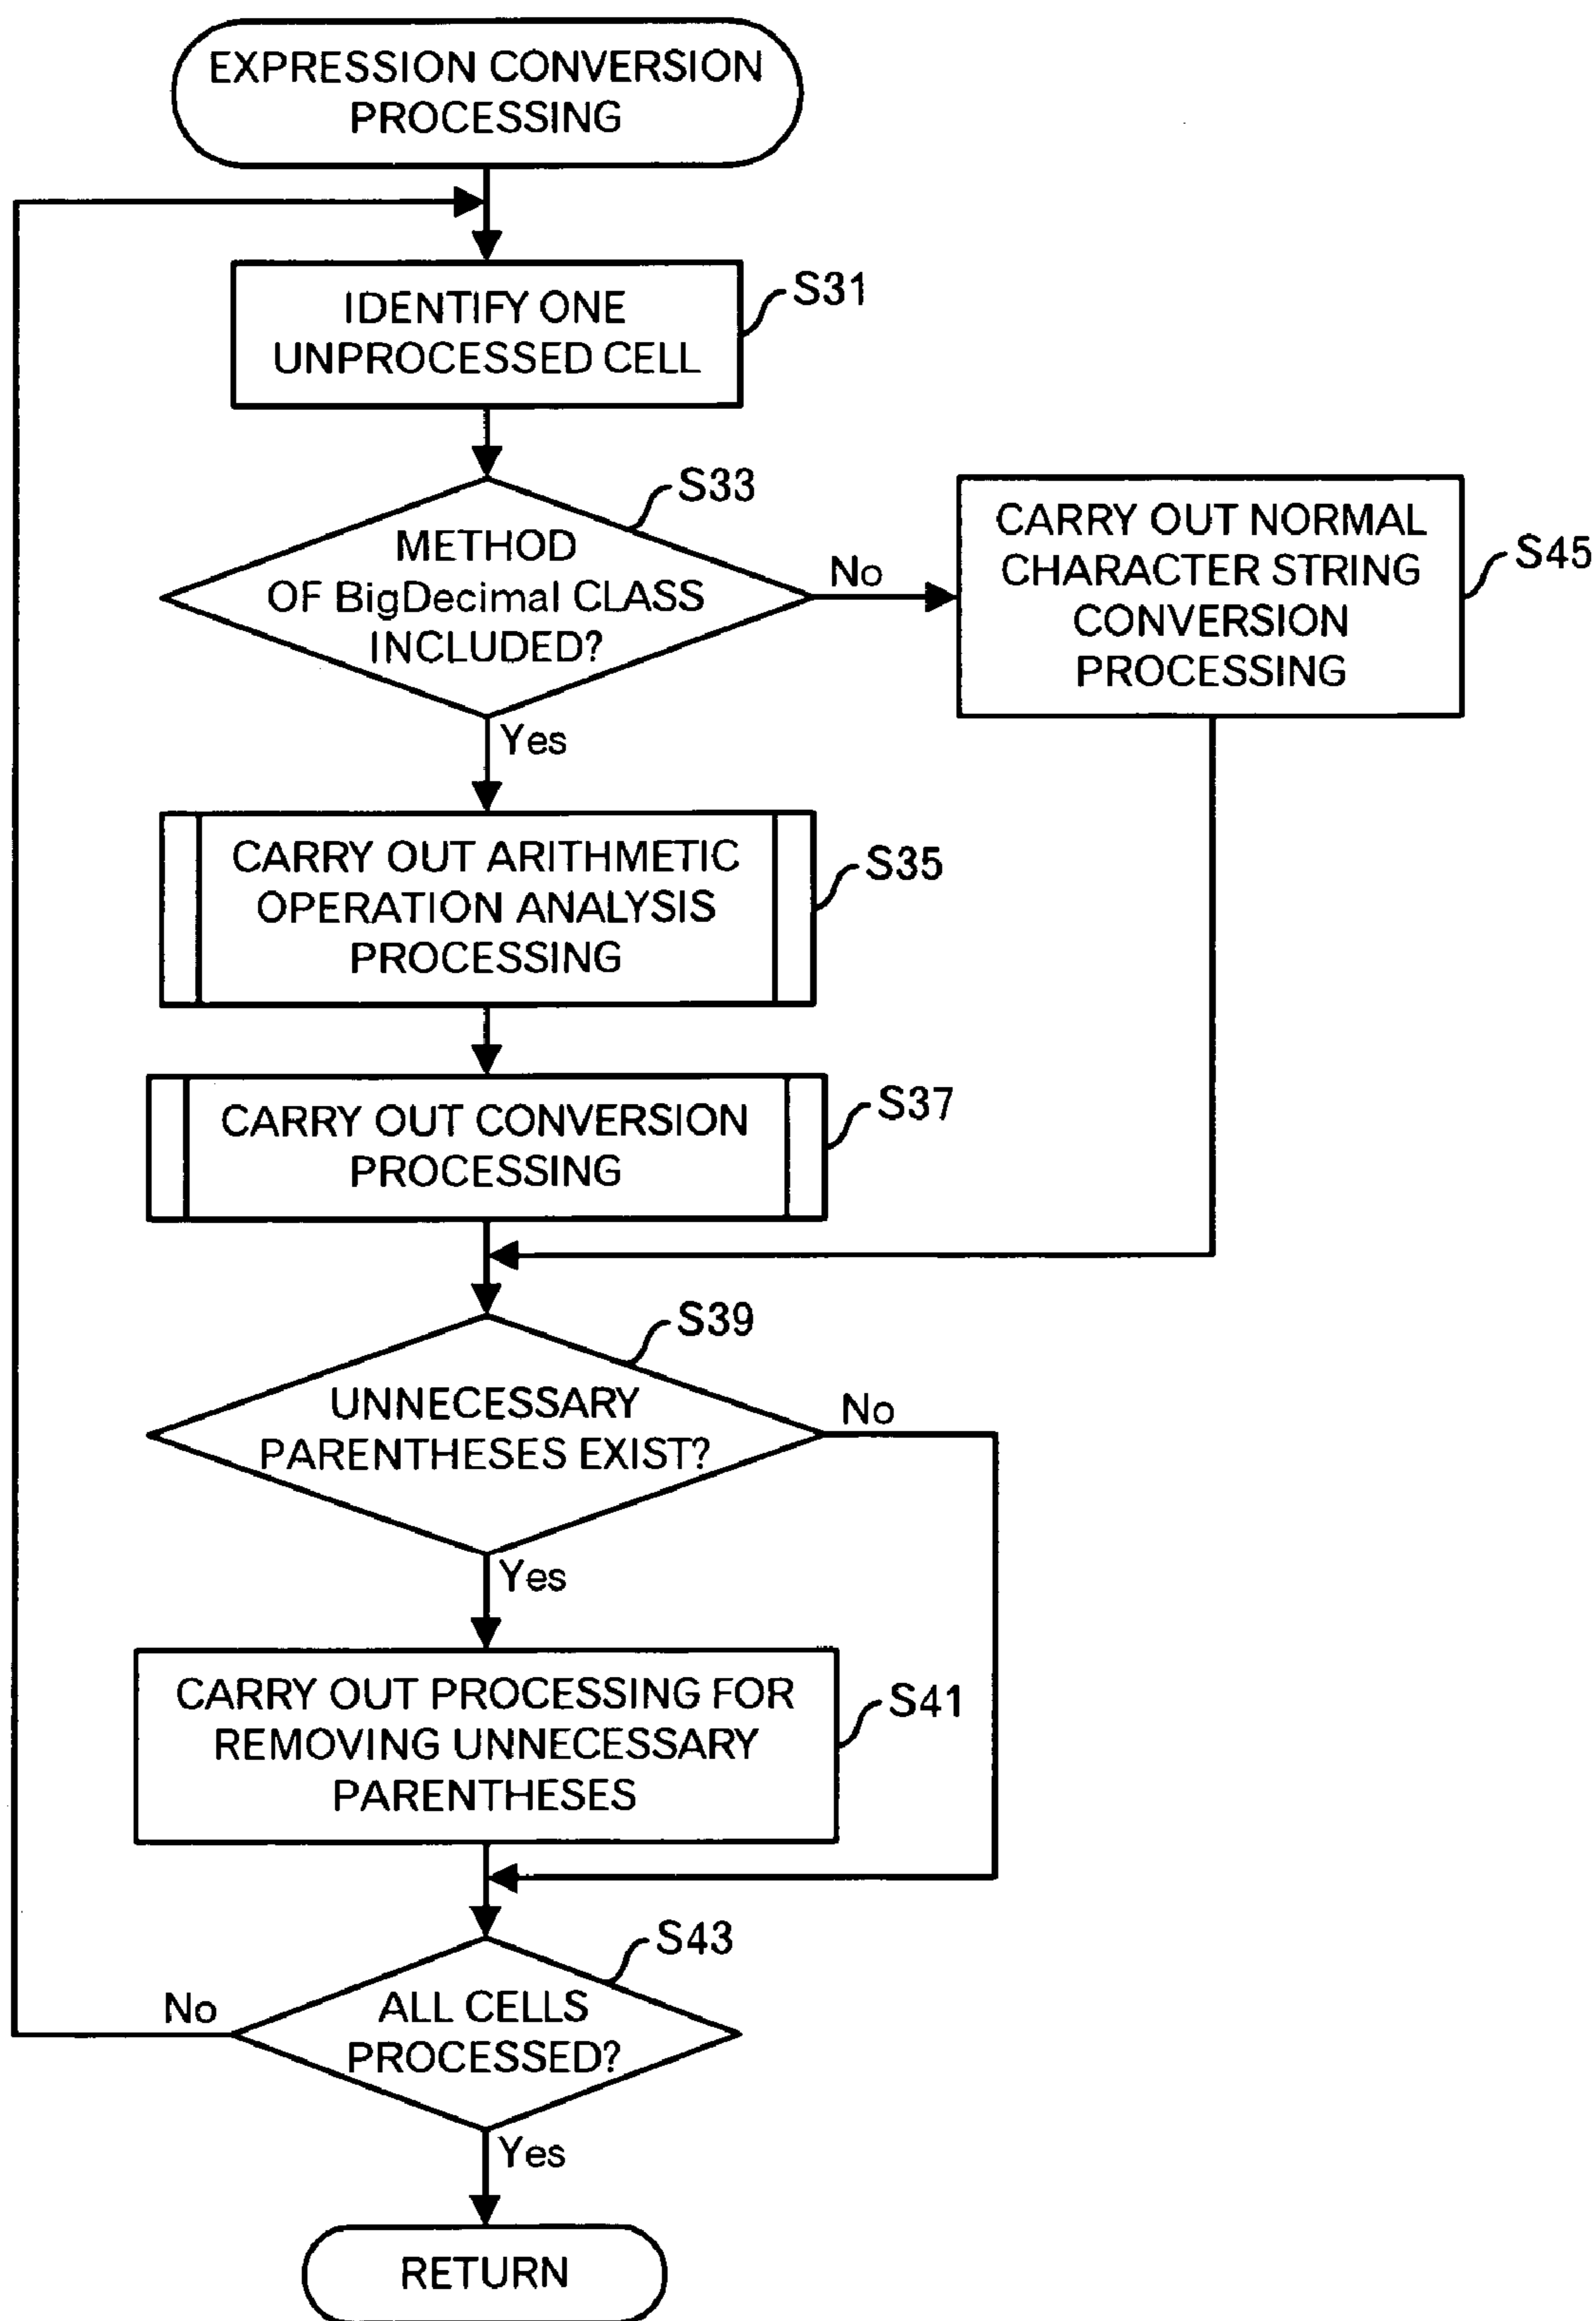 EXPRESSION CONVERSION
PROCESSING
IDENTIFY ONE
UNPROCESSED CELL
S31
METHOD
OF BigDecimal CLASS
INCLUDED?
S33
No
Yes
CARRY OUT NORMAL
CHARACTER STRING
CONVERSION
PROCESSING
S45
CARRY OUT ARITHMETIC
OPERATION ANALYSIS
PROCESSING
S35
CARRY OUT CONVERSION
PROCESSING
S37
UNNECESSARY
PARENTHESES EXIST?
S39
No
Yes
CARRY OUT PROCESSING FOR
REMOVING UNNECESSARY
PARENTHESES
S41
ALL CELLS
PROCESSED?
S43
No
Yes
RETURN